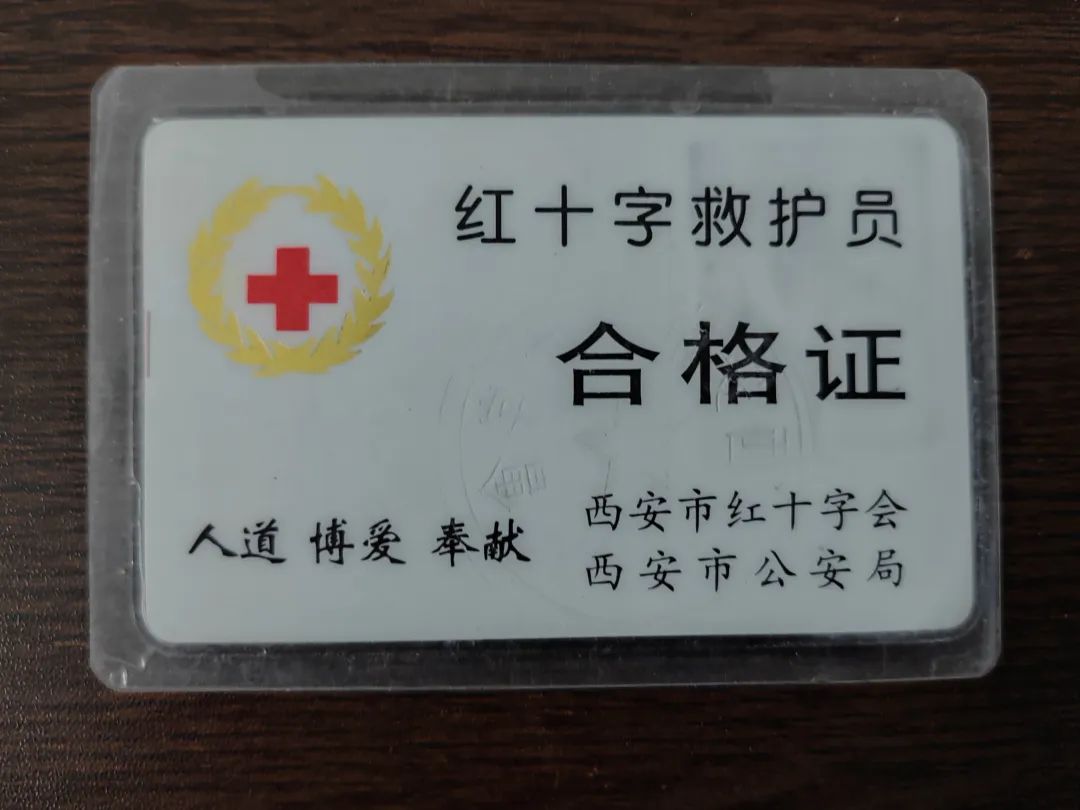 红十字救护员
合格证
人道 博爱 奉献
西安市红十字会
西安市公安局